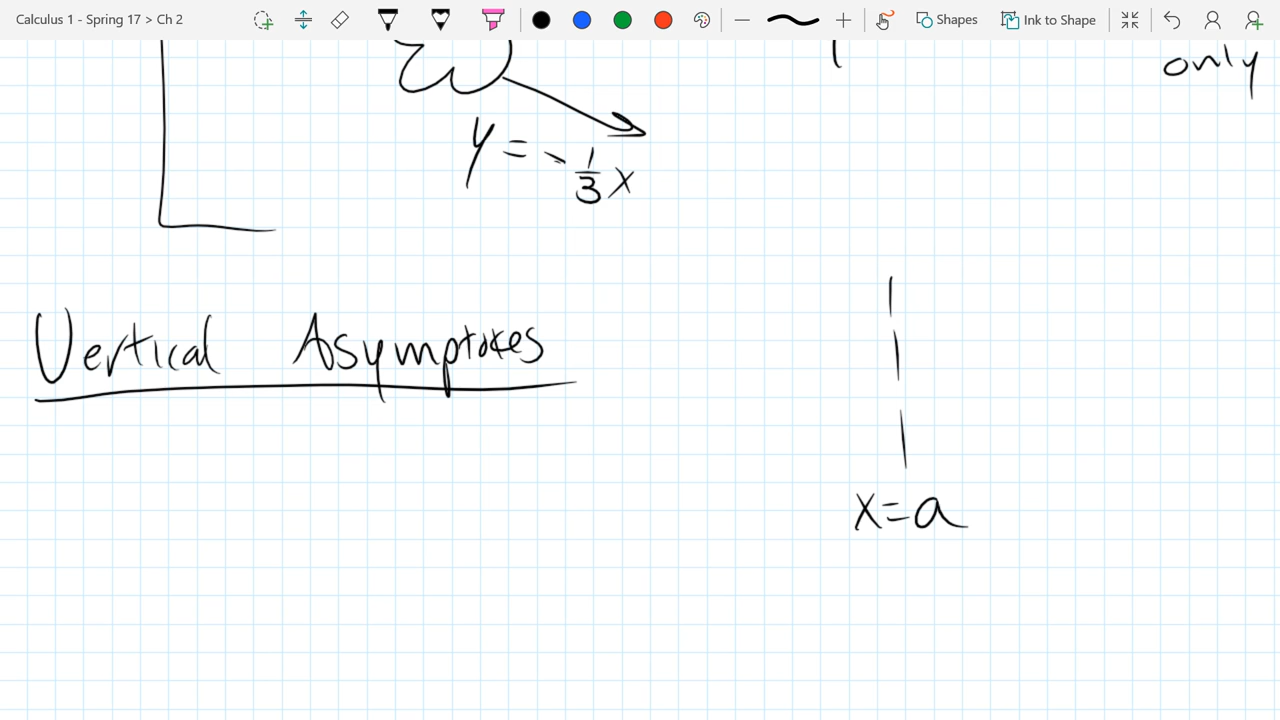 Calculus 1 - Spring 17 > Ch 2
Shapes
Ink to Shape
only
y = - 1/3 x
Vertical Asymptotes
x=a